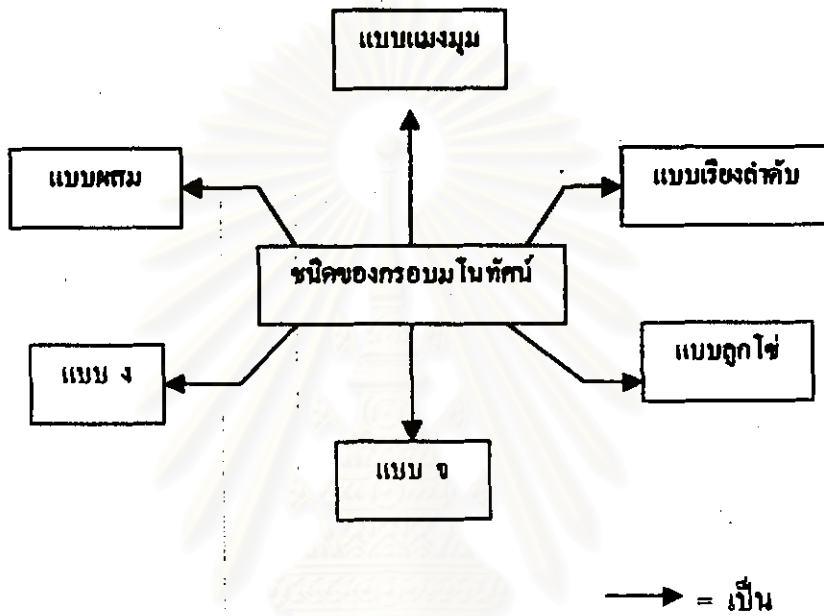 แบบแมงมุม
แบบผสม
แบบเรียงลำดับ
ชนิดของกรอบมโนทัศน์
แบบ ง
แบบลูกโซ่
แบบ จ
= เป็น